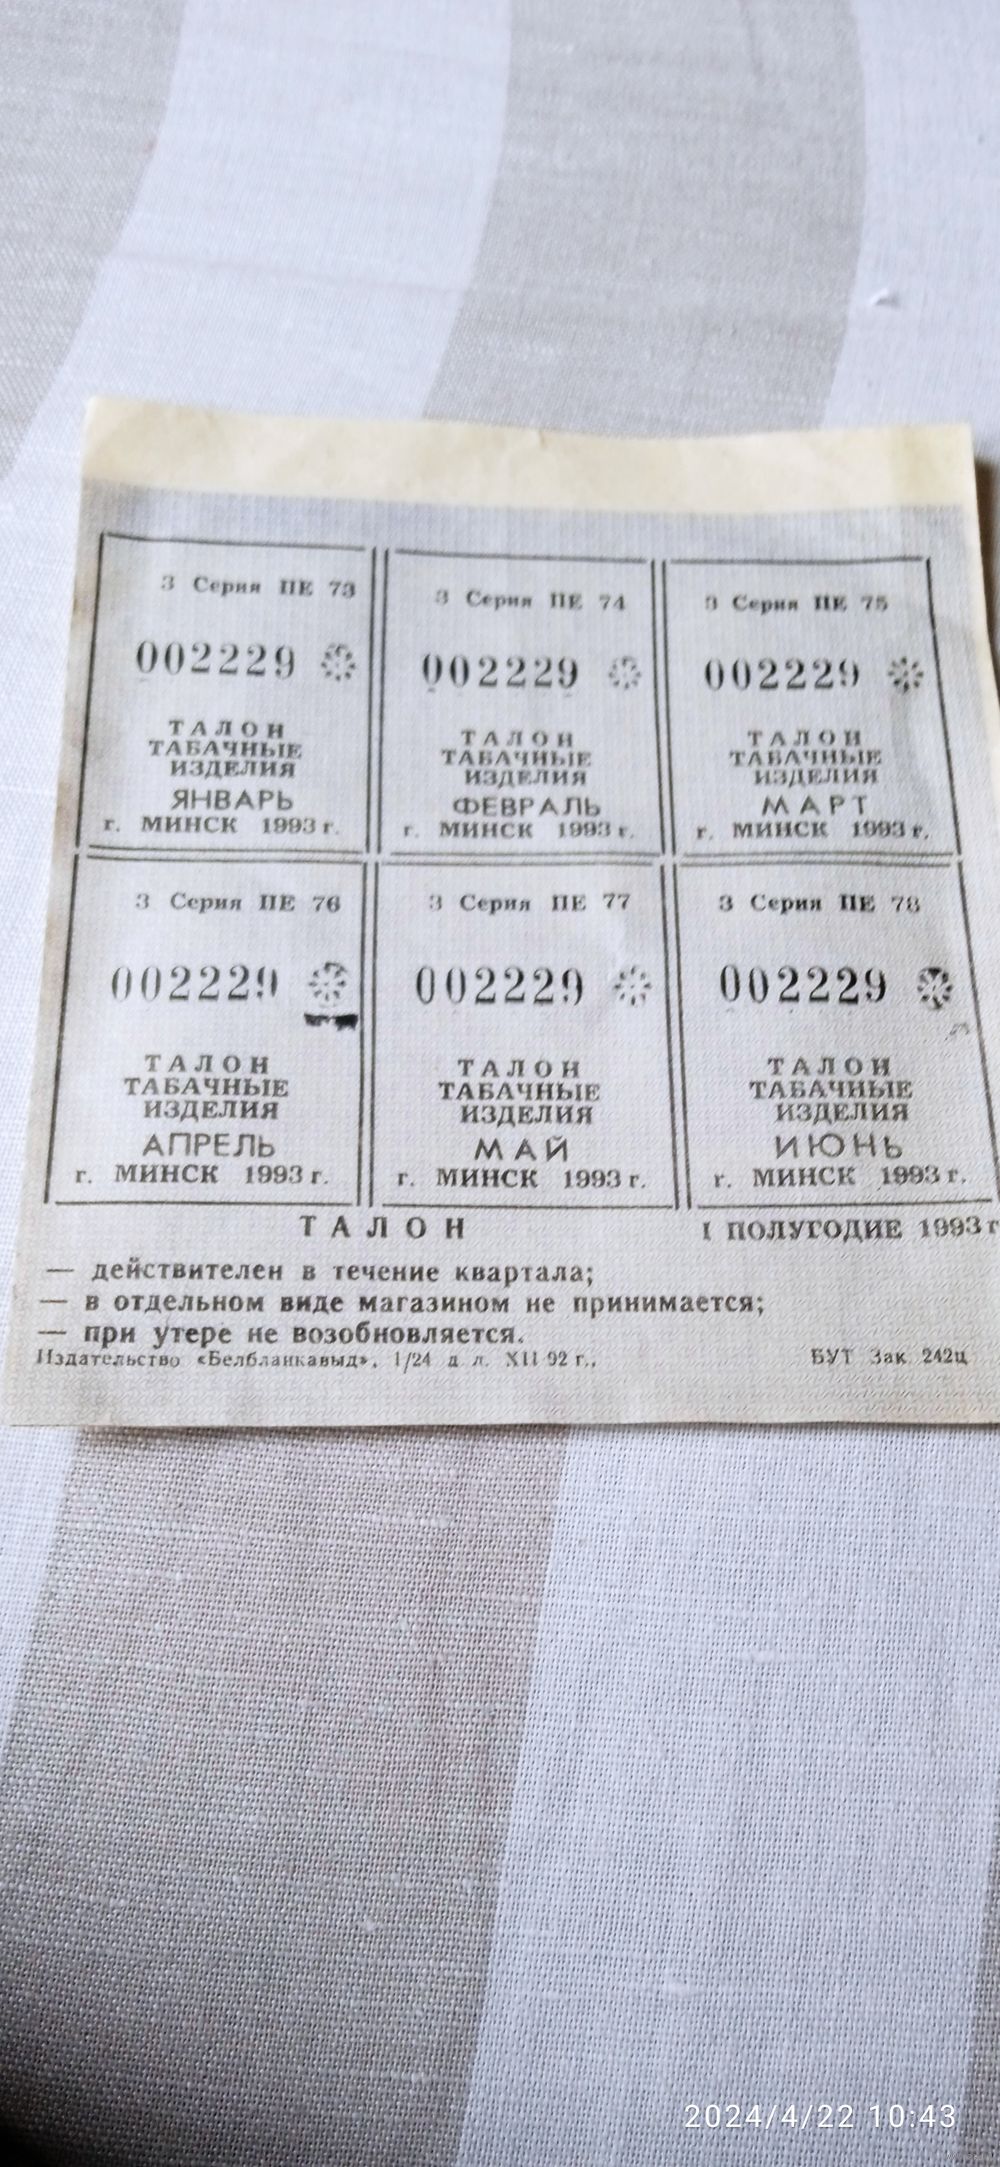 3 Серия ПЕ 73
002229
ТАЛОН
ТАБАЧНЫЕ
ИЗДЕЛИЯ
ЯНВАРЬ
г. МИНСК 1993 г.
3 Серия ПЕ 74
002229
ТАЛОН
ТАБАЧНЫЕ
ИЗДЕЛИЯ
ФЕВРАЛЬ
г. МИНСК 1993 г.
3 Серия ПЕ 75
002229
ТАЛОН
ТАБАЧНЫЕ
ИЗДЕЛИЯ
МАРТ
г. МИНСК 1993 г.
3 Серия ПЕ 76
002229
ТАЛОН
ТАБАЧНЫЕ
ИЗДЕЛИЯ
АПРЕЛЬ
г. МИНСК 1993 г.
3 Серия ПЕ 77
002229
ТАЛОН
ТАБАЧНЫЕ
ИЗДЕЛИЯ
МАЙ
г. МИНСК 1993 г.
3 Серия ПЕ 78
002229
ТАЛОН
ТАБАЧНЫЕ
ИЗДЕЛИЯ
ИЮНЬ
г. МИНСК 1993 г.
ТАЛОН I ПОЛУГОДИЕ 1993 г
— действителен в течение квартала;
— в отдельном виде магазином не принимается;
— при утере не возобновляется.
Издательство «Белбланкавыд». 1/24 д. л. XII 92 г., БУТ Зак. 242ц
2024/4/22 10:43